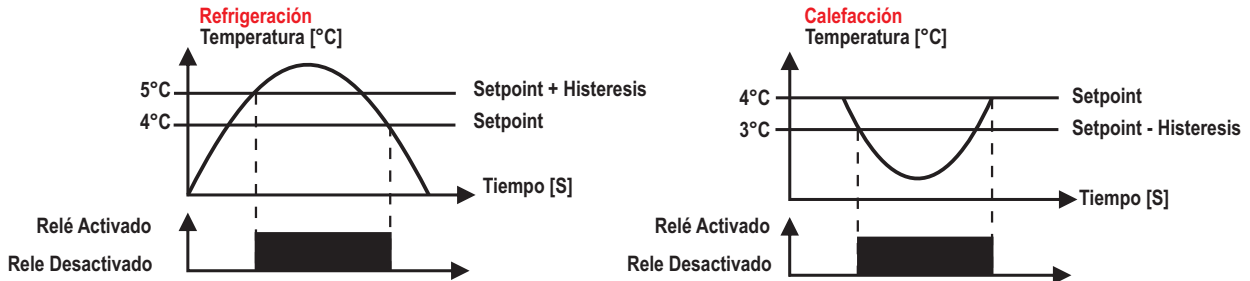 Refrigeración
Temperatura [°C]
5°C
Setpoint + Histeresis
4°C
Setpoint
Tiempo [S]
Relé Activado
Rele Desactivado
Calefacción
Temperatura [°C]
4°C
Setpoint
3°C
Setpoint - Histeresis
Tiempo [S]
Relé Activado
Rele Desactivado